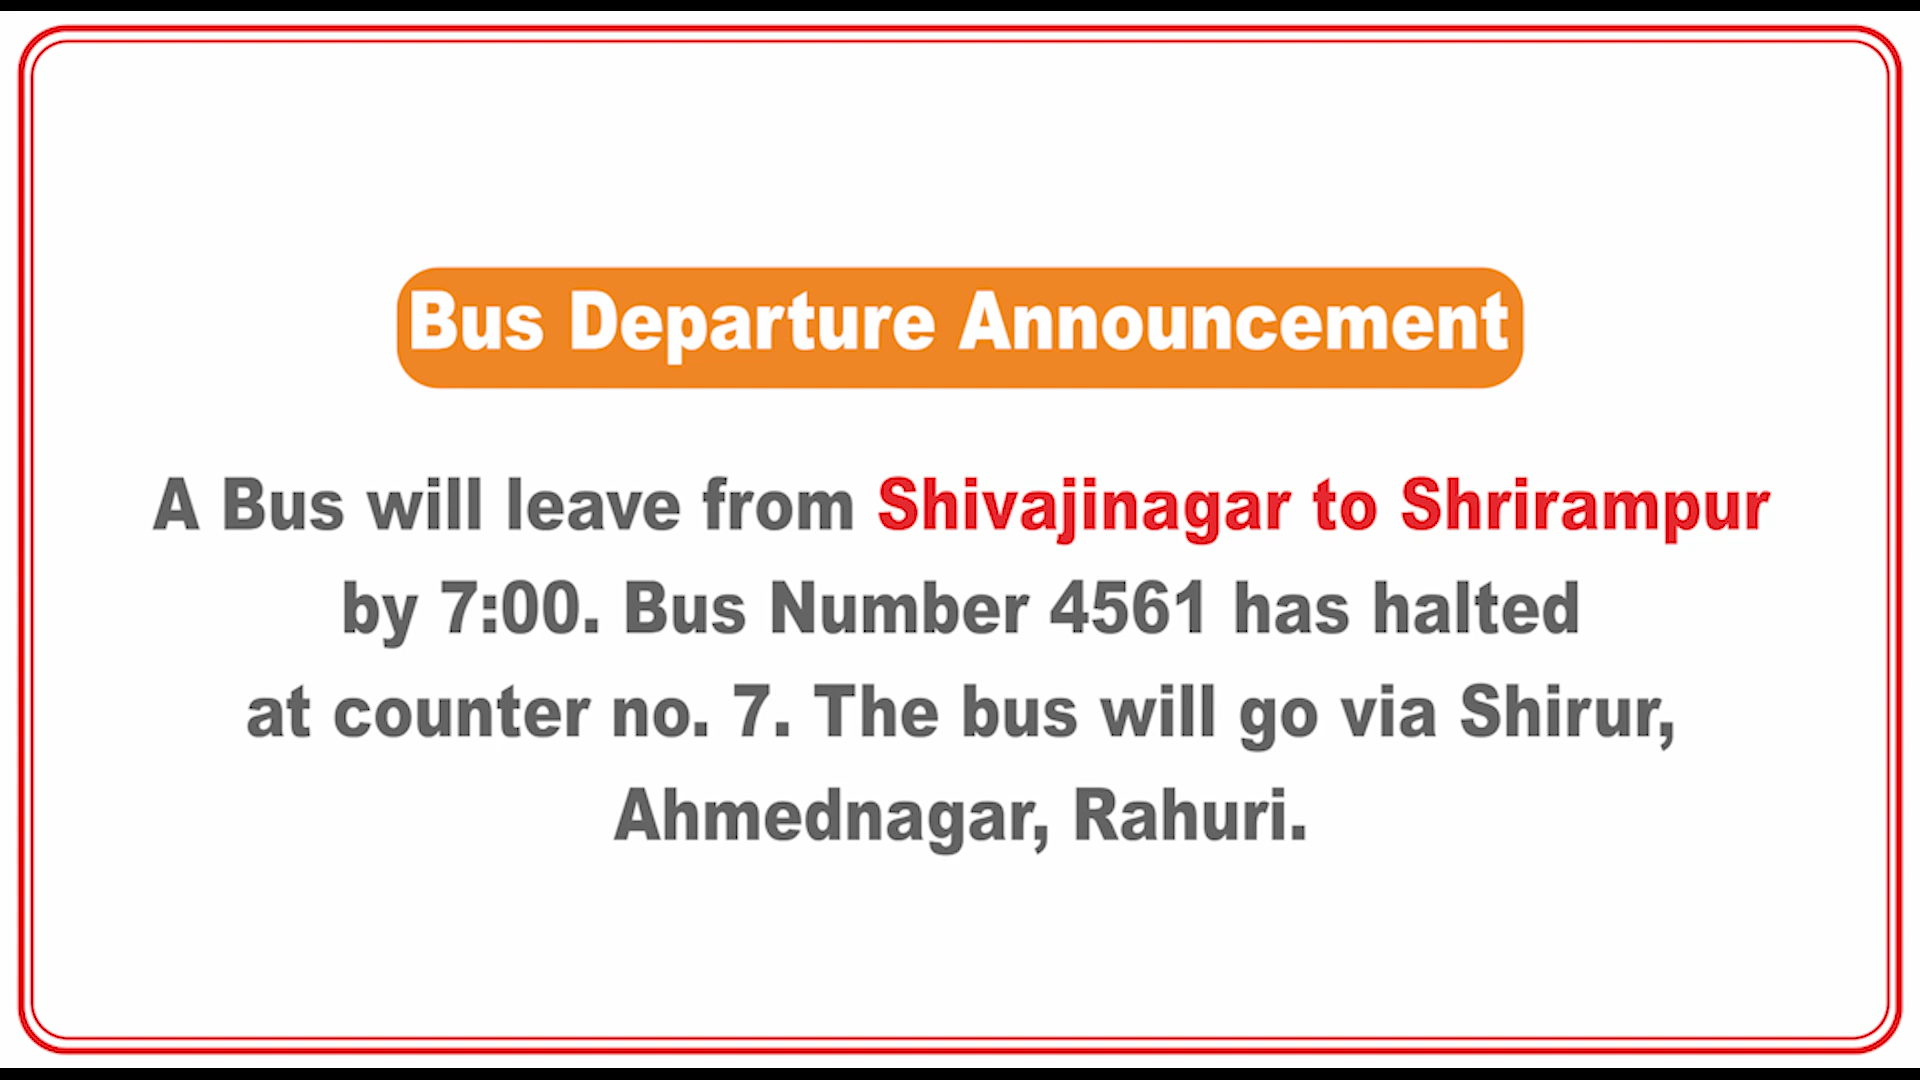 Bus Departure Announcement
A Bus will leave from Shivajinagar to Shrirampur
by 7:00. Bus Number 4561 has halted
at counter no. 7. The bus will go via Shirur,
Ahmednagar, Rahuri.